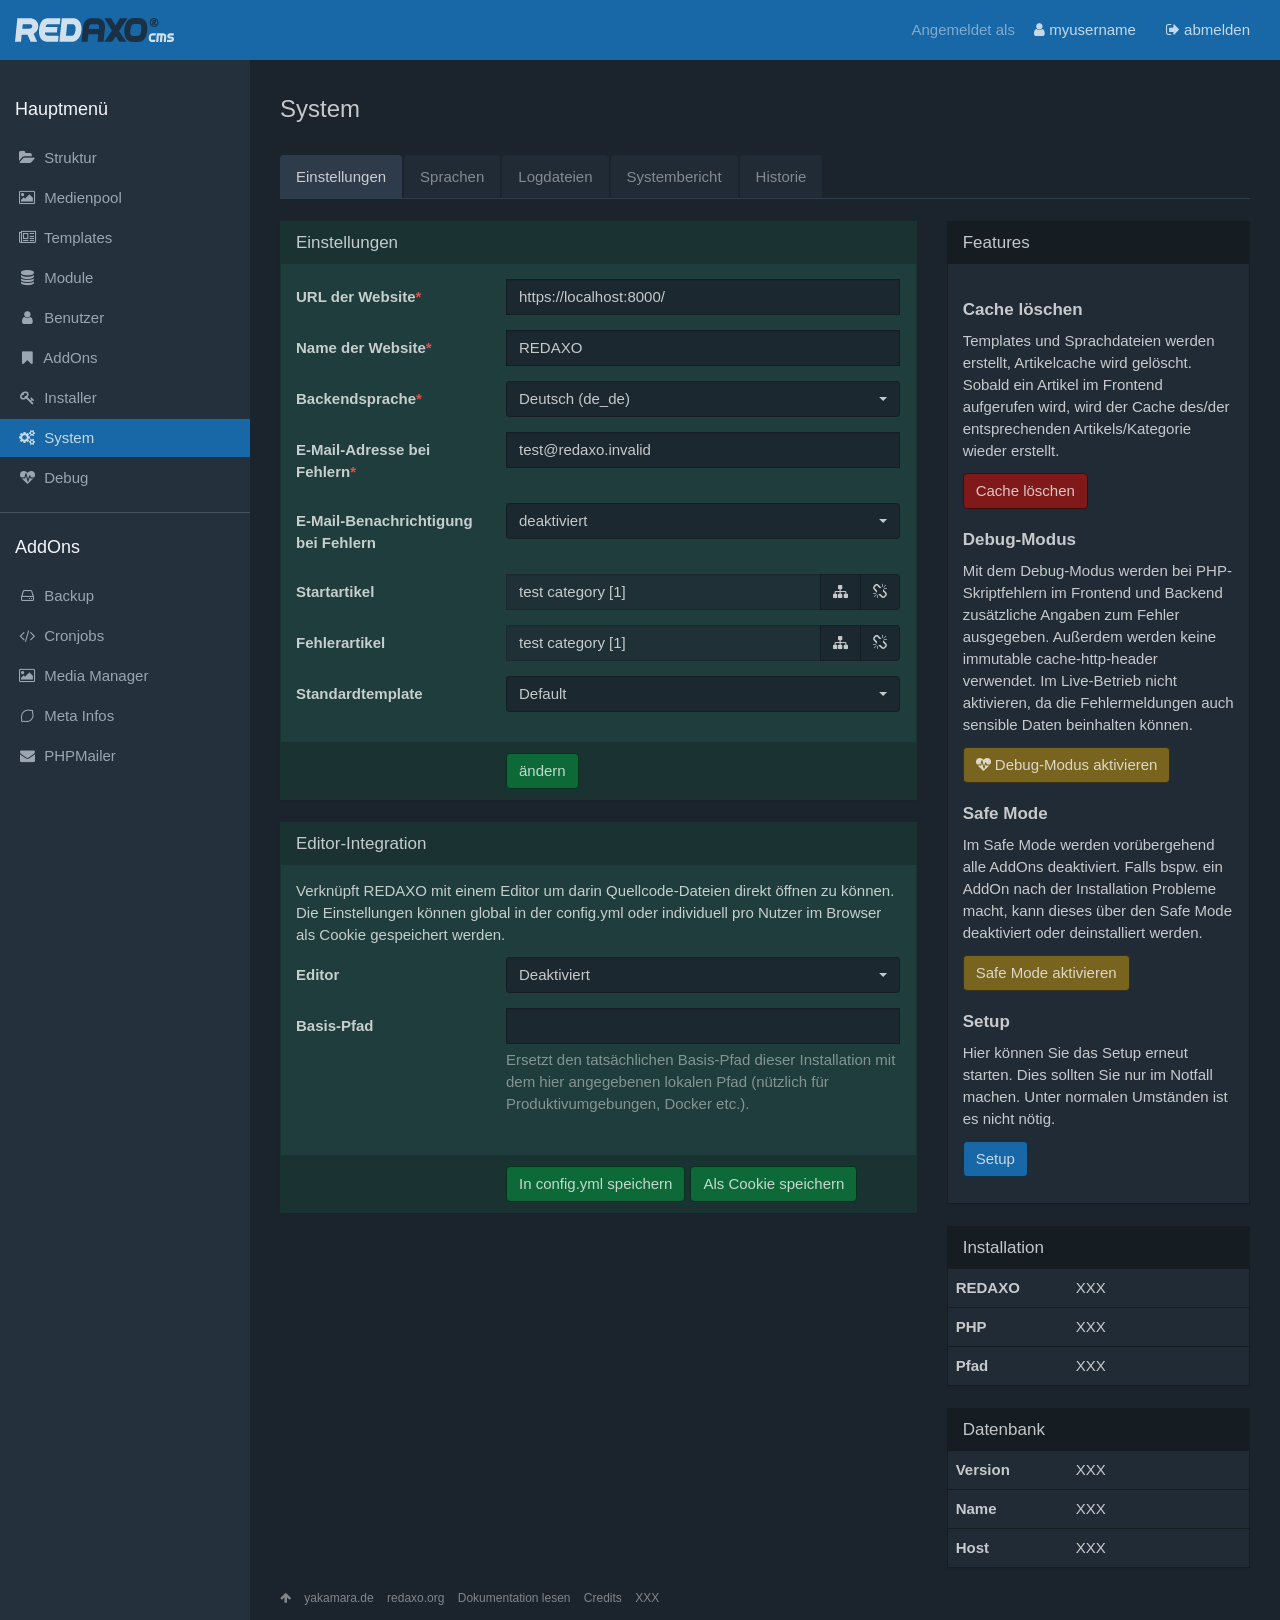 REDAXO® cms
Angemeldet als myusername abmelden
Hauptmenü
Struktur
Medienpool
Templates
Module
Benutzer
AddOns
Installer
System
Debug
AddOns
Backup
Cronjobs
Media Manager
Meta Infos
PHPMailer
System
Einstellungen Sprachen Logdateien Systembericht Historie
Einstellungen
URL der Website* https://localhost:8000/
Name der Website* REDAXO
Backendsprache* Deutsch (de_de)
E-Mail-Adresse bei test@redaxo.invalid
Fehlern*
E-Mail-Benachrichtigung deaktiviert
bei Fehlern
Startartikel test category [1]
Fehlerartikel test category [1]
Standardtemplate Default
ändern
Editor-Integration
Verknüpft REDAXO mit einem Editor um darin Quellcode-Dateien direkt öffnen zu können.
Die Einstellungen können global in der config.yml oder individuell pro Nutzer im Browser
als Cookie gespeichert werden.
Editor Deaktiviert
Basis-Pfad
Ersetzt den tatsächlichen Basis-Pfad dieser Installation mit
dem hier angegebenen lokalen Pfad (nützlich für
Produktivumgebungen, Docker etc.).
In config.yml speichern Als Cookie speichern
Features
Cache löschen
Templates und Sprachdateien werden
erstellt, Artikelcache wird gelöscht.
Sobald ein Artikel im Frontend
aufgerufen wird, wird der Cache des/der
entsprechenden Artikels/Kategorie
wieder erstellt.
Cache löschen
Debug-Modus
Mit dem Debug-Modus werden bei PHP-
Skriptfehlern im Frontend und Backend
zusätzliche Angaben zum Fehler
ausgegeben. Außerdem werden keine
immutable cache-http-header
verwendet. Im Live-Betrieb nicht
aktivieren, da die Fehlermeldungen auch
sensible Daten beinhalten können.
Debug-Modus aktivieren
Safe Mode
Im Safe Mode werden vorübergehend
alle AddOns deaktiviert. Falls bspw. ein
AddOn nach der Installation Probleme
macht, kann dieses über den Safe Mode
deaktiviert oder deinstalliert werden.
Safe Mode aktivieren
Setup
Hier können Sie das Setup erneut
starten. Dies sollten Sie nur im Notfall
machen. Unter normalen Umständen ist
es nicht nötig.
Setup
Installation
REDAXO XXX
PHP XXX
Pfad XXX
Datenbank
Version XXX
Name XXX
Host XXX
yakamara.de redaxo.org Dokumentation lesen Credits XXX